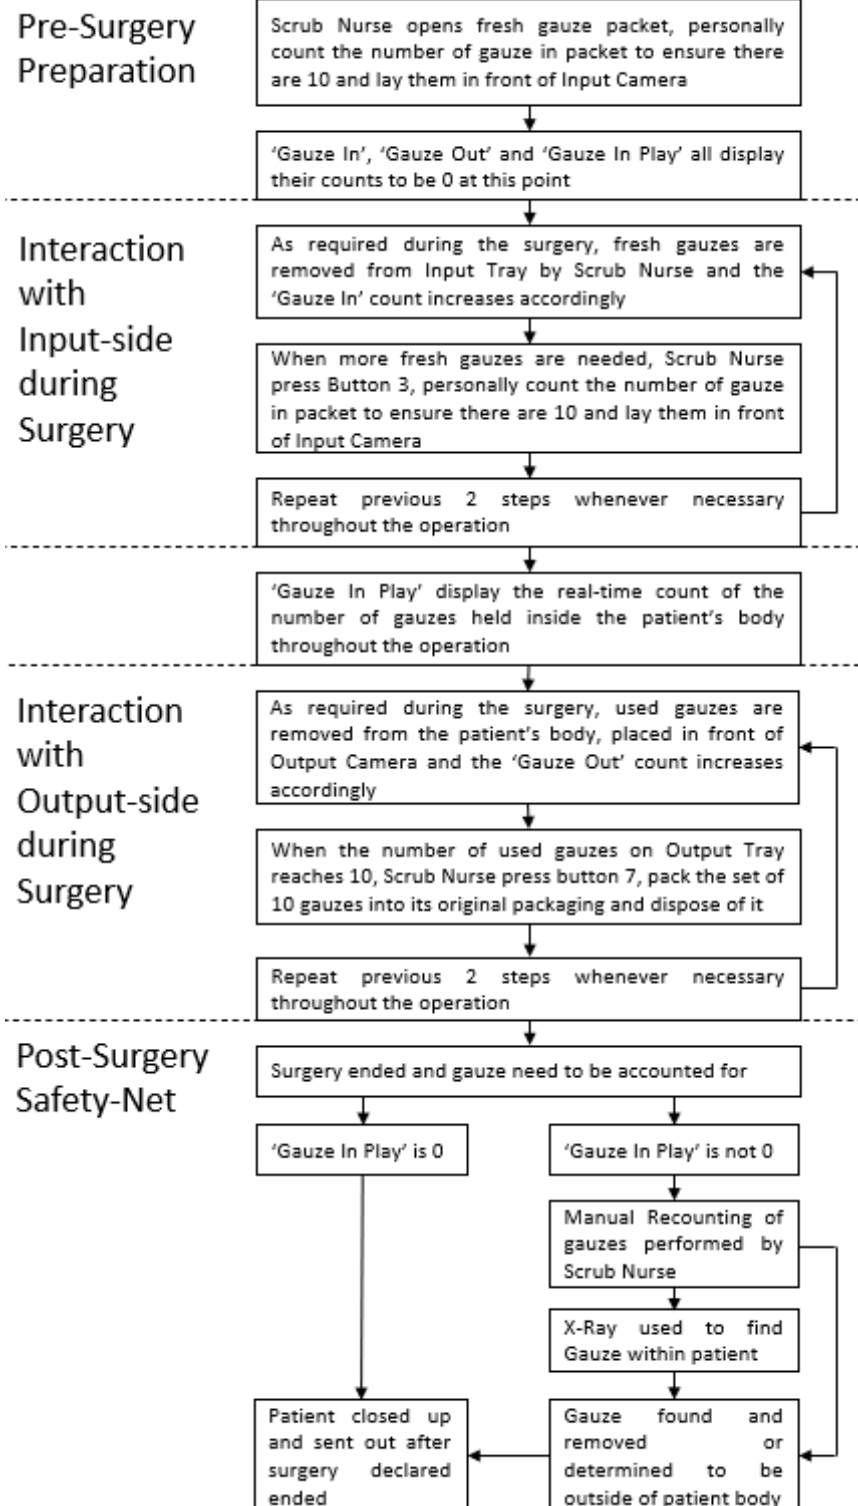 Pre-Surgery
Preparation
Scrub Nurse opens fresh gauze packet, personally
count the number of gauze in packet to ensure there
are 10 and lay them in front of Input Camera
‘Gauze In’, ‘Gauze Out’ and ‘Gauze In Play’ all display
their counts to be 0 at this point
Interaction
with
Input-side
during
Surgery
As required during the surgery, fresh gauzes are
removed from Input Tray by Scrub Nurse and the
‘Gauze In’ count increases accordingly
When more fresh gauzes are needed, Scrub Nurse
press Button 3, personally count the number of gauze
in packet to ensure there are 10 and lay them in front
of Input Camera
Repeat previous 2 steps whenever necessary
throughout the operation
‘Gauze In Play’ display the real-time count of the
number of gauzes held inside the patient’s body
throughout the operation
Interaction
with
Output-side
during
Surgery
As required during the surgery, used gauzes are
removed from the patient’s body, placed in front of
Output Camera and the ‘Gauze Out’ count increases
accordingly
When the number of used gauzes on Output Tray
reaches 10, Scrub Nurse press button 7, pack the set of
10 gauzes into its original packaging and dispose of it
Repeat previous 2 steps whenever necessary
throughout the operation
Post-Surgery
Safety-Net
Surgery ended and gauze need to be accounted for
‘Gauze In Play’ is 0
‘Gauze In Play’ is not 0
Manual Recounting of
gauzes performed by
Scrub Nurse
X-Ray used to find
Gauze within patient
Patient closed up
and sent out after
surgery declared
ended
Gauze found and
removed or
determined to be
outside of patient body